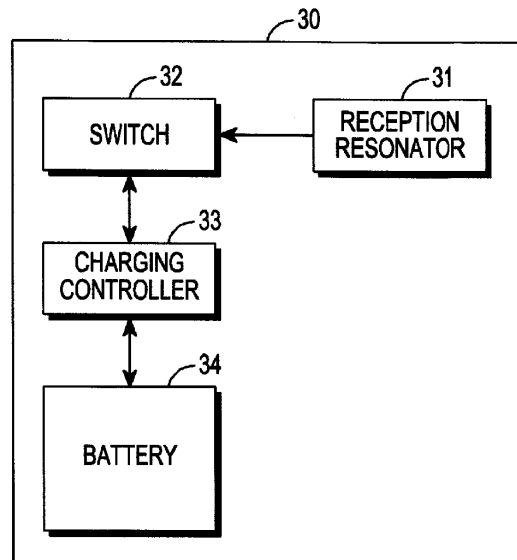 30
32
SWITCH
31
RECEPTION
RESONATOR
33
CHARGING
CONTROLLER
34
BATTERY